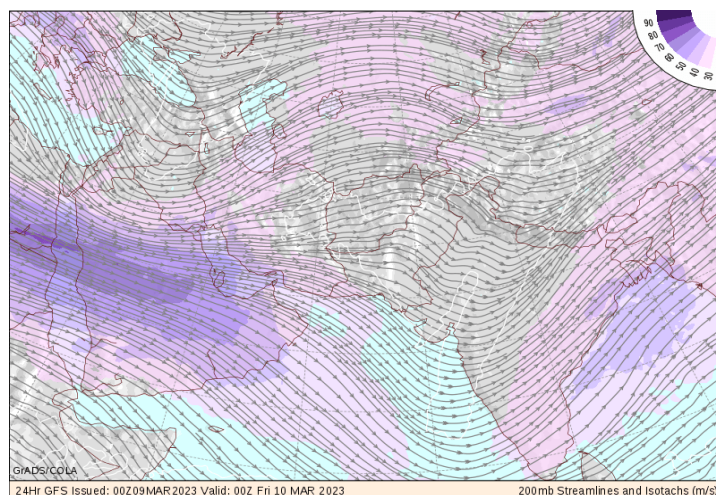 90
80
70
60
50
40
30
GrADS/COLA
24Hr GFS Issued: 00Z09MAR2023 Valid: 00Z Fri 10 MAR 2023
200mb Streamlines and Isotachs (m/s)